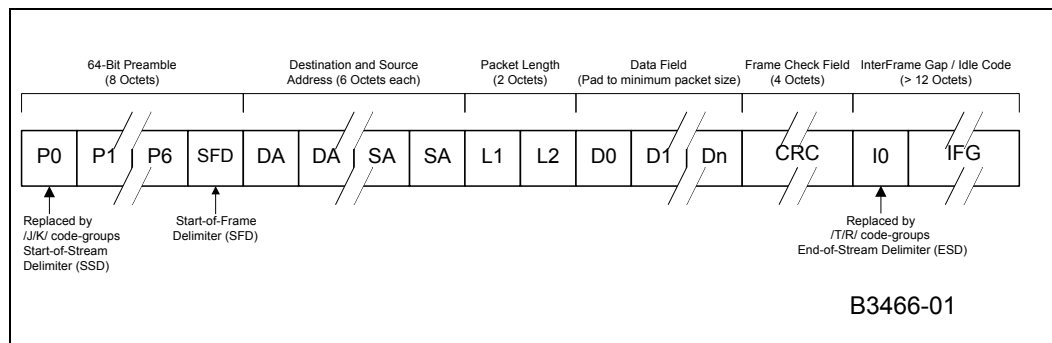 64-Bit Preamble
(8 Octets)
Destination and Source
Address (6 Octets each)
Packet Length
(2 Octets)
Data Field
(Pad to minimum packet size)
Frame Check Field
(4 Octets)
InterFrame Gap / Idle Code
(> 12 Octets)
P0 P1 P6 SFD DA DA SA SA L1 L2 D0 D1 Dn CRC I0 IFG
Replaced by
/J/K/ code-groups
Start-of-Stream
Delimiter (SSD)
Start-of-Frame
Delimiter (SFD)
Replaced by
/T/R/ code-groups
End-of-Stream Delimiter (ESD)
B3466-01